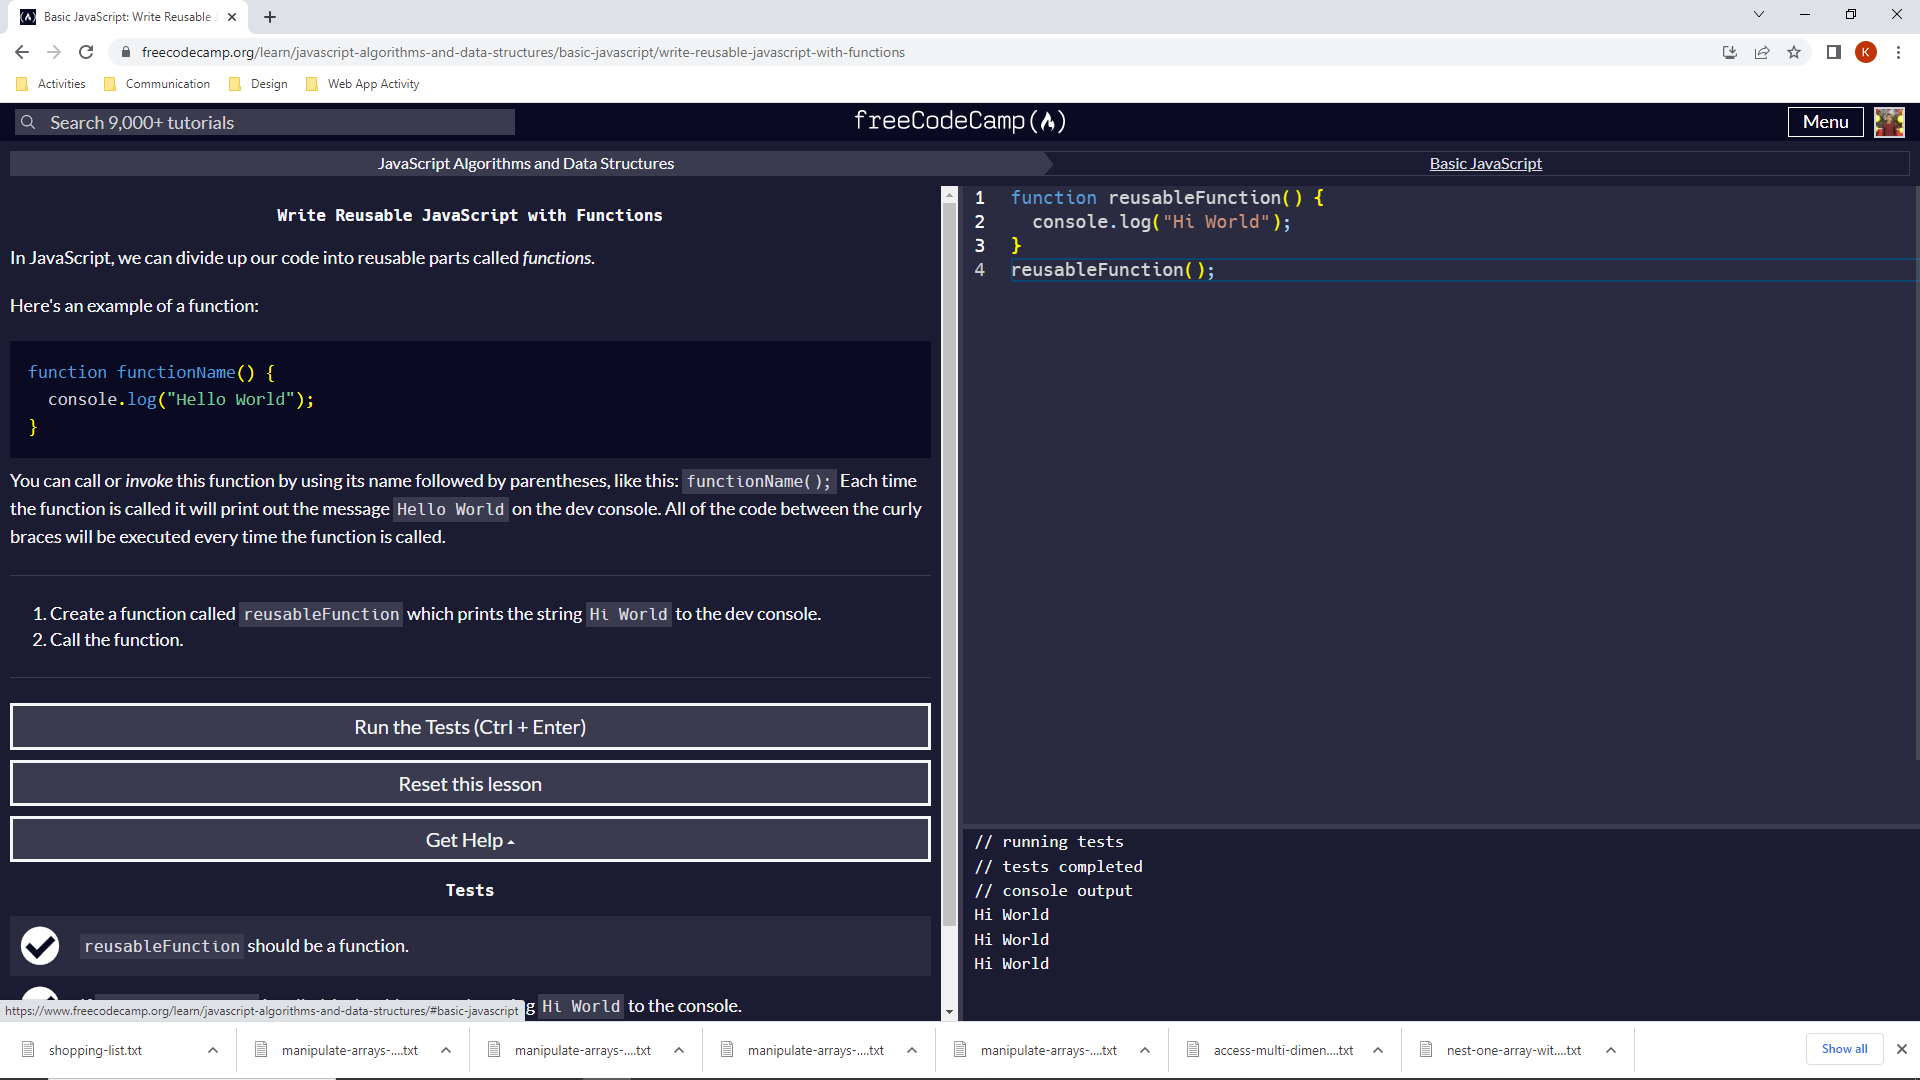 Basic JavaScript: Write Reusable J
freecodecamp.org/learn/javascript-algorithms-and-data-structures/basic-javascript/write-reusable-javascript-with-functions
K
Activities
Communication
Design
Web App Activity
Search 9,000+ tutorials
freeCodeCamp
Menu
JavaScript Algorithms and Data Structures
Basic JavaScript
Write Reusable JavaScript with Functions
In JavaScript, we can divide up our code into reusable parts called functions.
Here's an example of a function:
function functionName() {
console.log("Hello World");
}
You can call or invoke this function by using its name followed by parentheses, like this: functionName(); Each time
the function is called it will print out the message Hello World on the dev console. All of the code between the curly
braces will be executed every time the function is called.
1. Create a function called reusableFunction which prints the string Hi World to the dev console.
2. Call the function.
Run the Tests (Ctrl + Enter)
Reset this lesson
Get Help
Tests
reusableFunction should be a function.
g Hi World to the console.
https://www.freecodecamp.org/learn/javascript-algorithms-and-data-structures/#basic-javascript
1 function reusableFunction() {
2 console.log("Hi World");
3 }
4 reusableFunction();
// running tests
// tests completed
// console output
Hi World
Hi World
Hi World
shopping-list.txt
manipulate-arrays-....txt
manipulate-arrays-....txt
manipulate-arrays-....txt
manipulate-arrays-....txt
access-multi-dimen....txt
nest-one-array-wit....txt
Show all